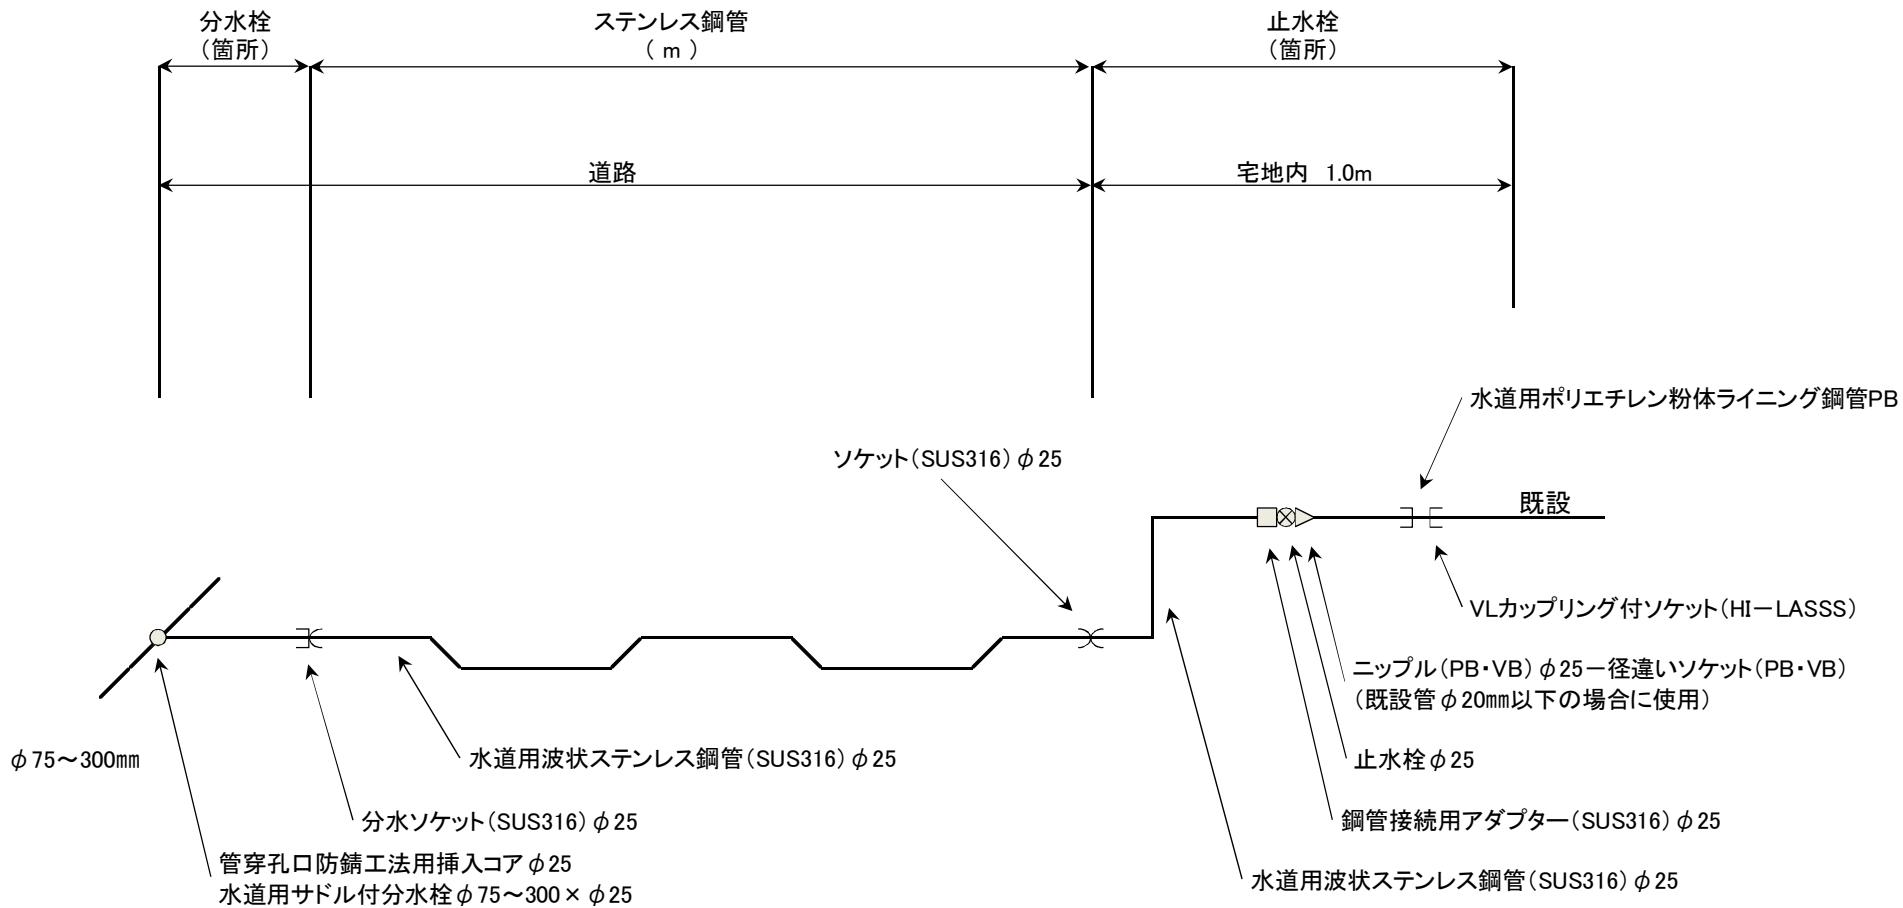 分水栓
（箇所）
ステンレス鋼管
（ｍ）
止水栓
（箇所）
道路
宅地内　1.0m
水道用ポリエチレン粉体ライニング鋼管PB
ソケット（SUS316）φ25
既設
VLカップリング付ソケット（HI－LASSS）
ニップル（PB・VB）φ25－径違いソケット（PB・VB）
（既設管φ20㎜以下の場合に使用）
φ75～300㎜
水道用波状ステンレス鋼管（SUS316）φ25
止水栓φ25
分水ソケット（SUS316）φ25
鋼管接続用アダプター（SUS316）φ25
管穿孔口防錆工法用挿入コアφ25
水道用サドル付分水栓φ75～300×φ25
水道用波状ステンレス鋼管（SUS316）φ25